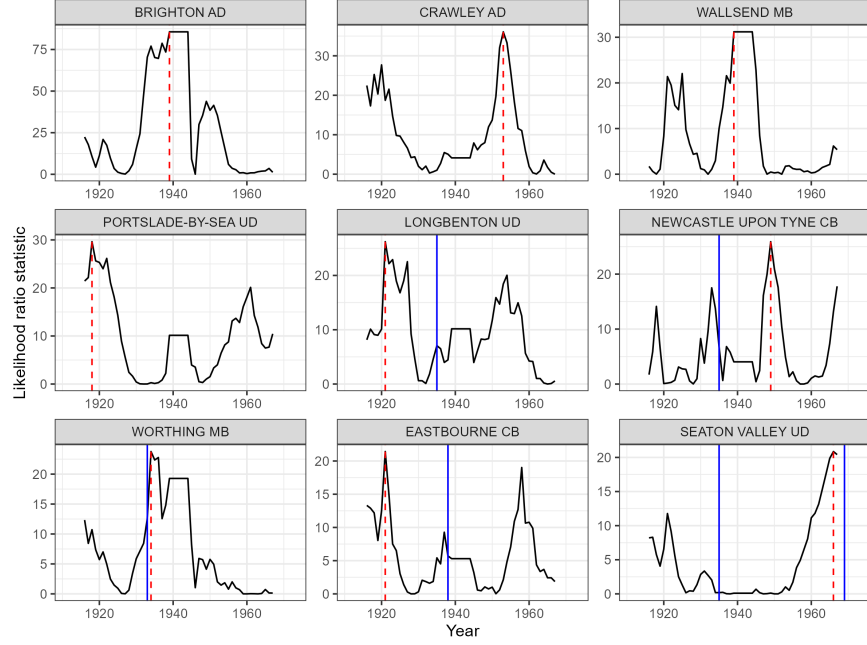 BRIGHTON AD
CRAWLEY AD
WALLSEND MB
75
50
25
0
1920 1940 1960
30
20
10
0
1920 1940 1960
30
20
10
0
1920 1940 1960
PORTSLADE-BY-SEA UD
LONGBENTON UD
NEWCASTLE UPON TYNE CB
30
20
10
0
1920 1940 1960
20
10
0
1920 1940 1960
20
10
0
1920 1940 1960
WORTHING MB
EASTBOURNE CB
SEATON VALLEY UD
20
15
10
5
0
1920 1940 1960
20
15
10
5
0
1920 1940 1960
20
15
10
5
0
1920 1940 1960
Likelihood ratio statistic
Year